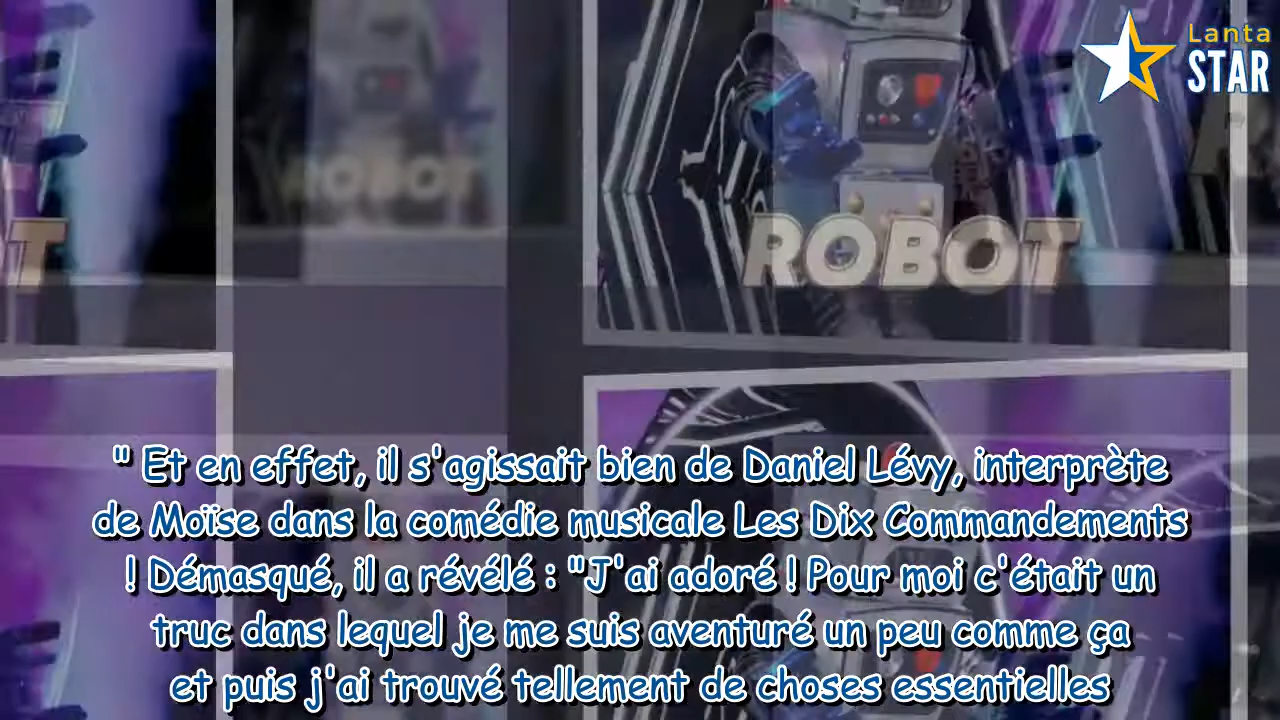 Lanta
STAR
ROBOT
ROBOT
T
" Et en effet, il s'agissait bien de Daniel Lévy, interprète
de Moïse dans la comédie musicale Les Dix Commandements
! Démasqué, il a révélé : "J'ai adoré ! Pour moi c'était un
truc dans lequel je me suis aventuré un peu comme ça
et puis j'ai trouvé tellement de choses essentielles